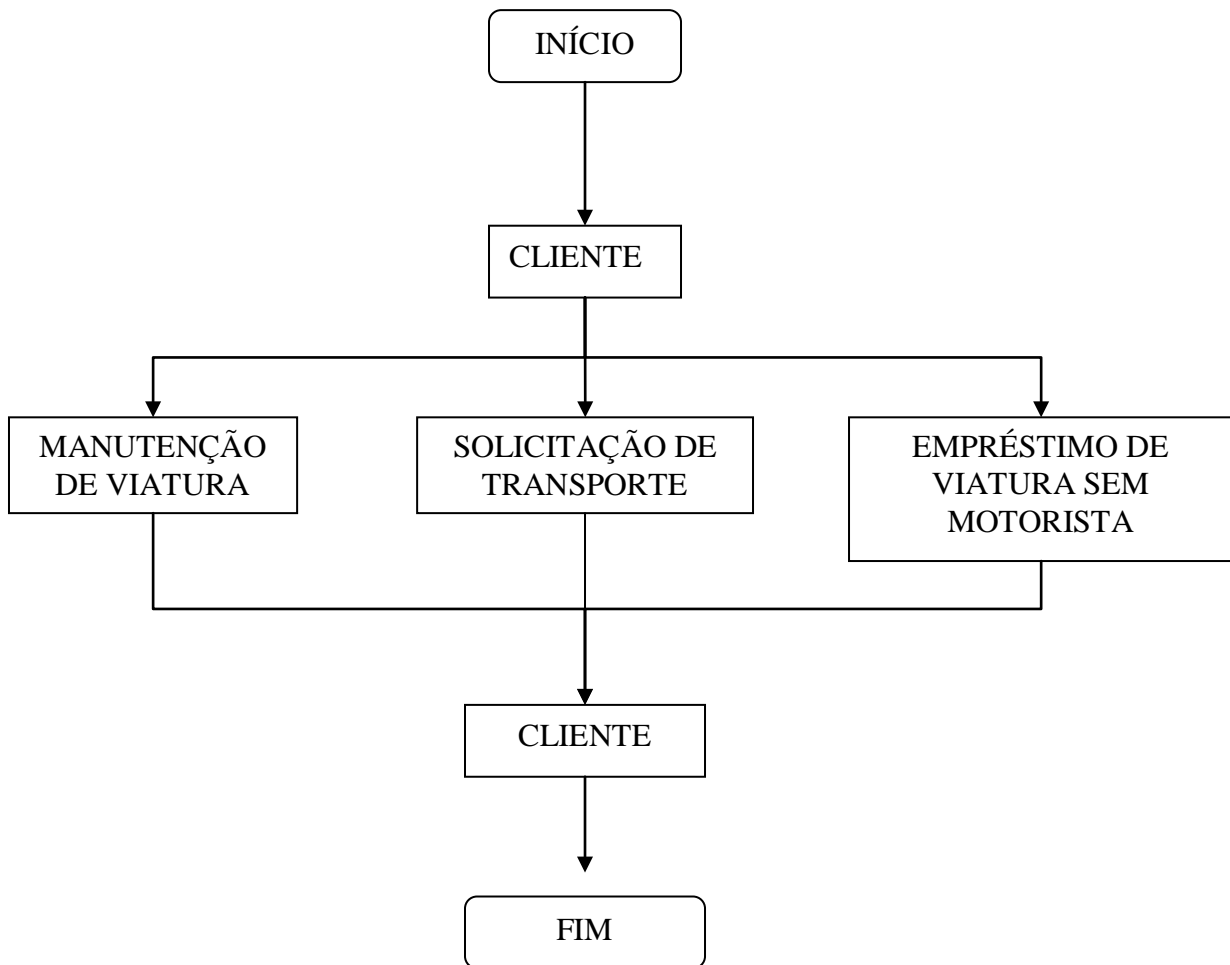 INÍCIO
CLIENTE
MANUTENÇÃO
DE VIATURA
SOLICITAÇÃO DE
TRANSPORTE
EMPRÉSTIMO DE
VIATURA SEM
MOTORISTA
CLIENTE
FIM